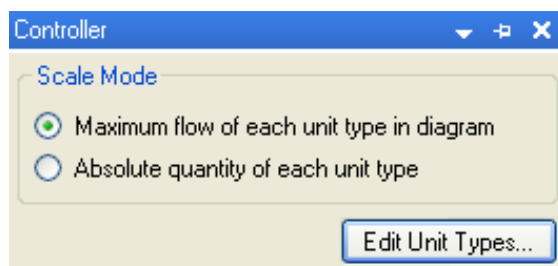 Controller
Scale Mode
Maximum flow of each unit type in diagram
Absolute quantity of each unit type
Edit Unit Types...